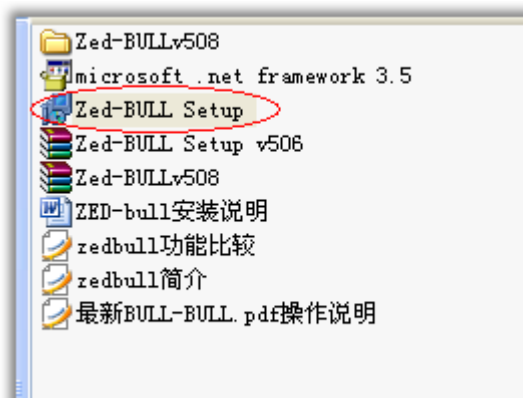 Zed-BULLv508
microsoft .net framework 3.5
Zed-BULL Setup
Zed-BULL Setup v506
Zed-BULLv508
ZED-bull安装说明
zedbull功能比较
zedbull简介
最新BULL-BULL.pdf操作说明